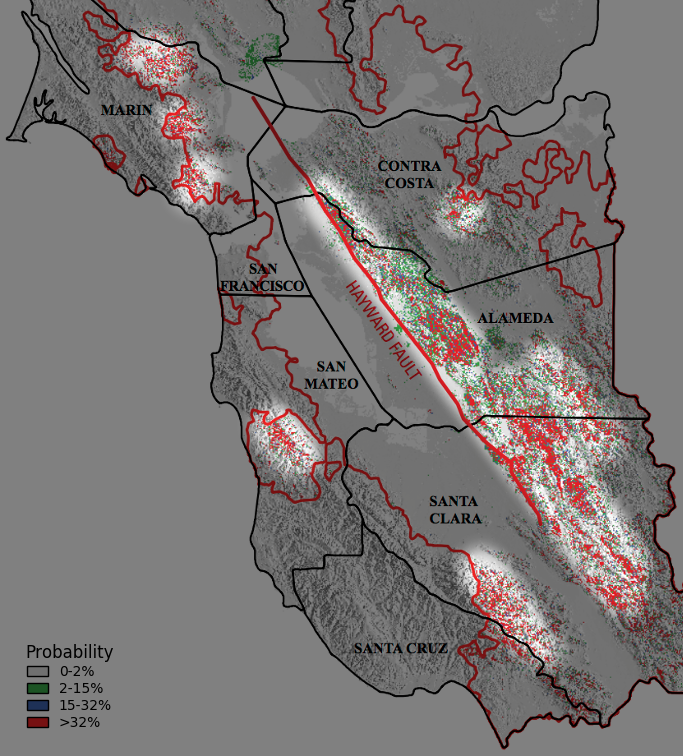 MARIN
CONTRA
COSTA
SAN
FRANCISCO
HAYWARD FAULT
ALAMEDA
SAN
MATEO
SANTA
CLARA
SANTA CRUZ
Probability
0-2%
2-15%
15-32%
>32%